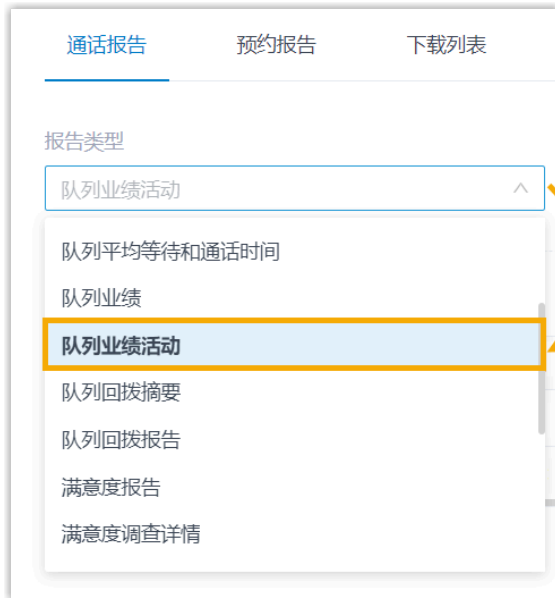 通话报告 预约报告 下载列表
报告类型
队列业绩活动
队列平均等待和通话时间
队列业绩
队列业绩活动
队列回拨摘要
队列回拨报告
满意度报告
满意度调查详情